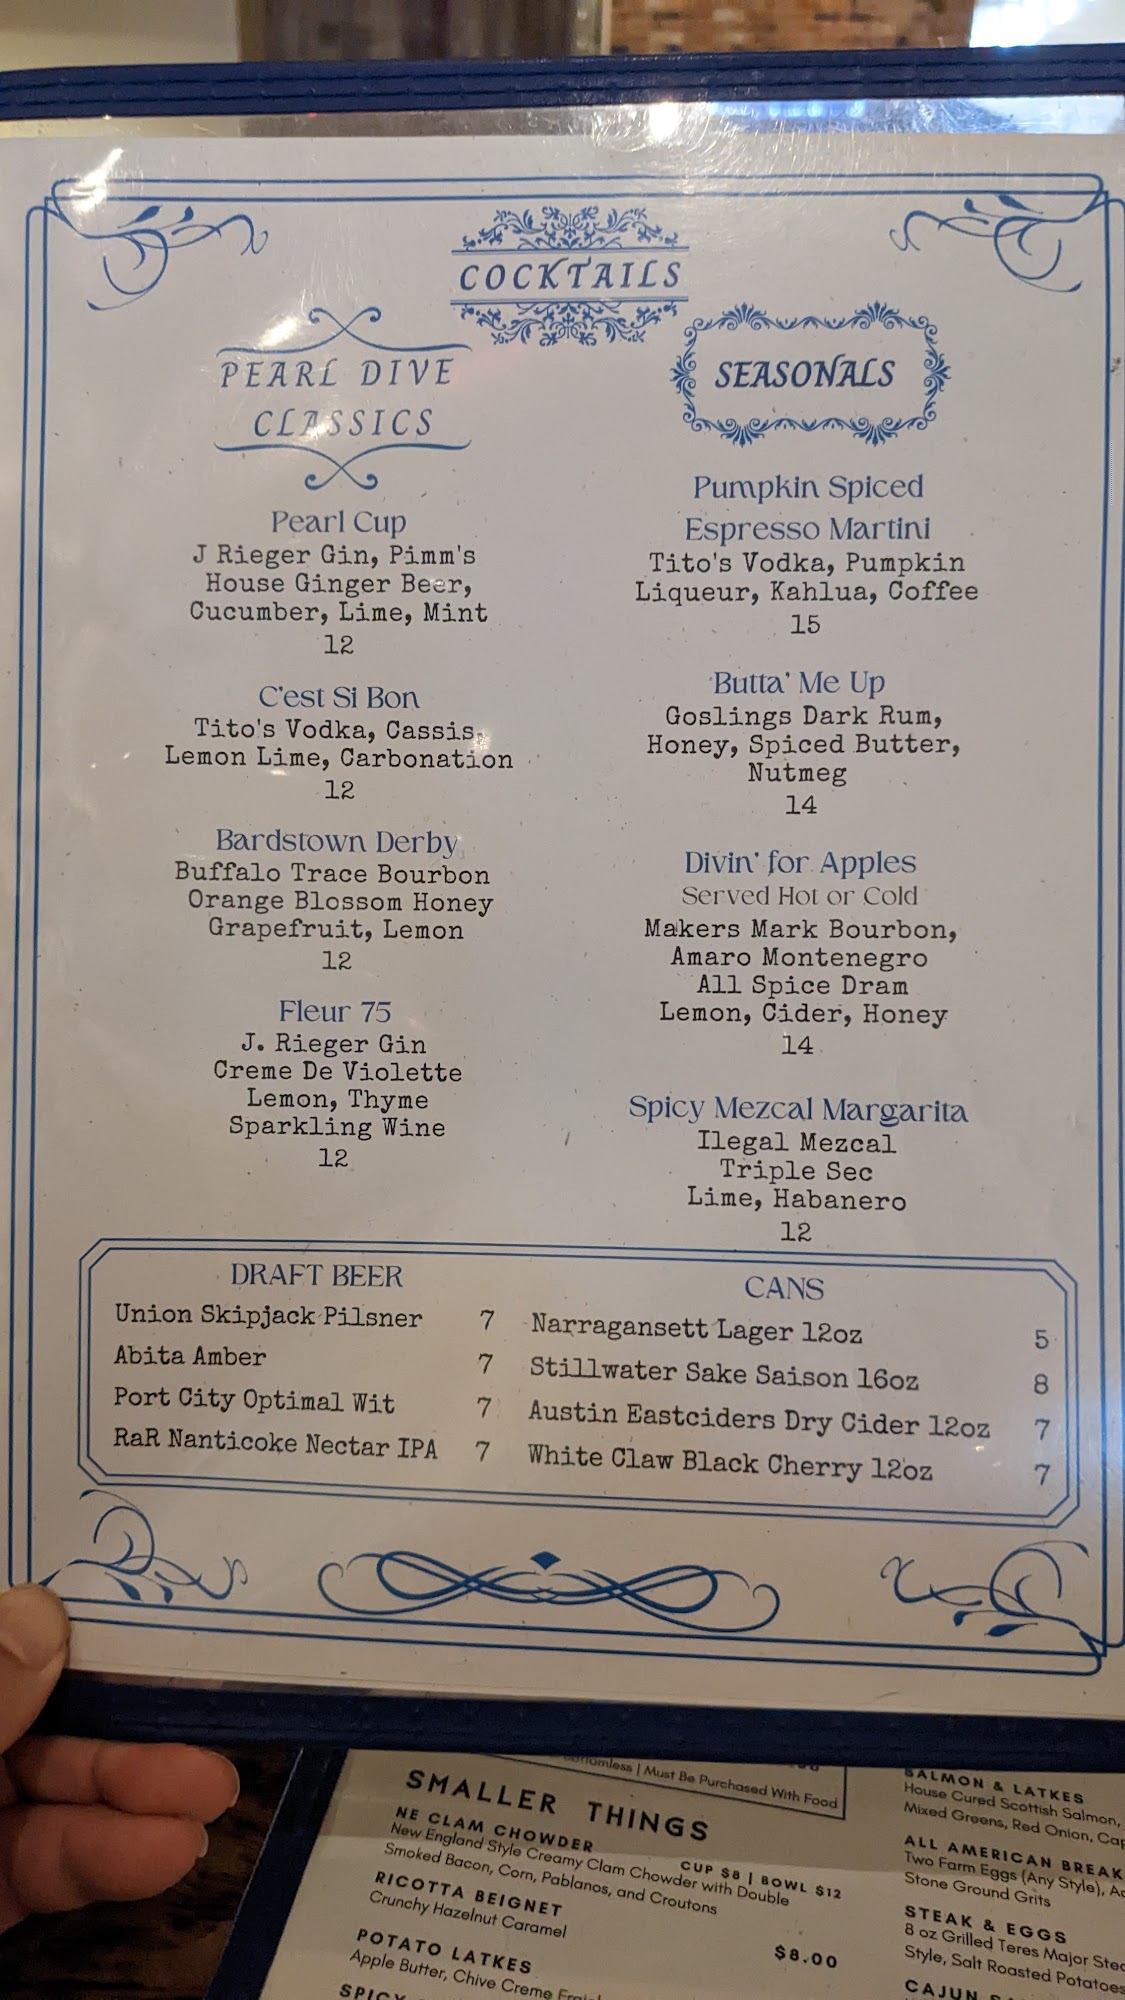 COCKTAILS
PEARL DIVE
CLASSICS
Pearl Cup
J Rieger Gin, Pimm's
House Ginger Beer,
Cucumber, Lime, Mint
12
C'est Si Bon
Tito's Vodka, Cassis,
Lemon Lime, Carbonation
12
Bardstown Derby
Buffalo Trace Bourbon
Orange Blossom Honey
Grapefruit, Lemon
12
Fleur 75
J. Rieger Gin
Creme De Violette
Lemon, Thyme
Sparkling Wine
12
SEASONALS
Pumpkin Spiced
Espresso Martini
Tito's Vodka, Pumpkin
Liqueur, Kahlua, Coffee
15
Butta' Me Up
Goslings Dark Rum,
Honey, Spiced Butter,
Nutmeg
14
Divin' for Apples
Served Hot or Cold
Makers Mark Bourbon,
Amaro Montenegro
All Spice Dram
Lemon, Cider, Honey
14
Spicy Mezcal Margarita
Ilegal Mezcal
Triple Sec
Lime, Habanero
12
DRAFT BEER
Union Skipjack Pilsner 7
Abita Amber 7
Port City Optimal Wit 7
RaR Nanticoke Nectar IPA 7
CANS
Narragansett Lager 12oz 5
Stillwater Sake Saison 16oz 8
Austin Eastciders Dry Cider 12oz 7
White Claw Black Cherry 12oz 7
| Must Be Purchased With Food
SMALLER THINGS
NE CLAM CHOWDER CUP $8 | BOWL $12
New England Style Creamy Clam Chowder with Double
Smoked Bacon, Corn, Pablanos, and Croutons
RICOTTA BEIGNET $8.00
Crunchy Hazelnut Caramel
POTATO LATKES
Apple Butter, Chive Creme
SALMON & LATKES
House Cured Scottish Salmon,
Mixed Greens, Red Onion,
ALL AMERICAN
Two Farm Eggs (Any Style),
Stone Ground Grits
STEAK & EGGS
8 oz Grilled Teres Major
Style, Salt Roasted Potatoes
CAJUN